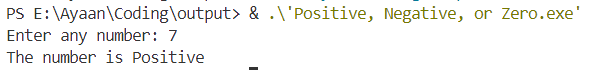 PS E:\Ayaan\Coding\output> & .\'Positive, Negative, or Zero.exe'
Enter any number: 7
The number is Positive